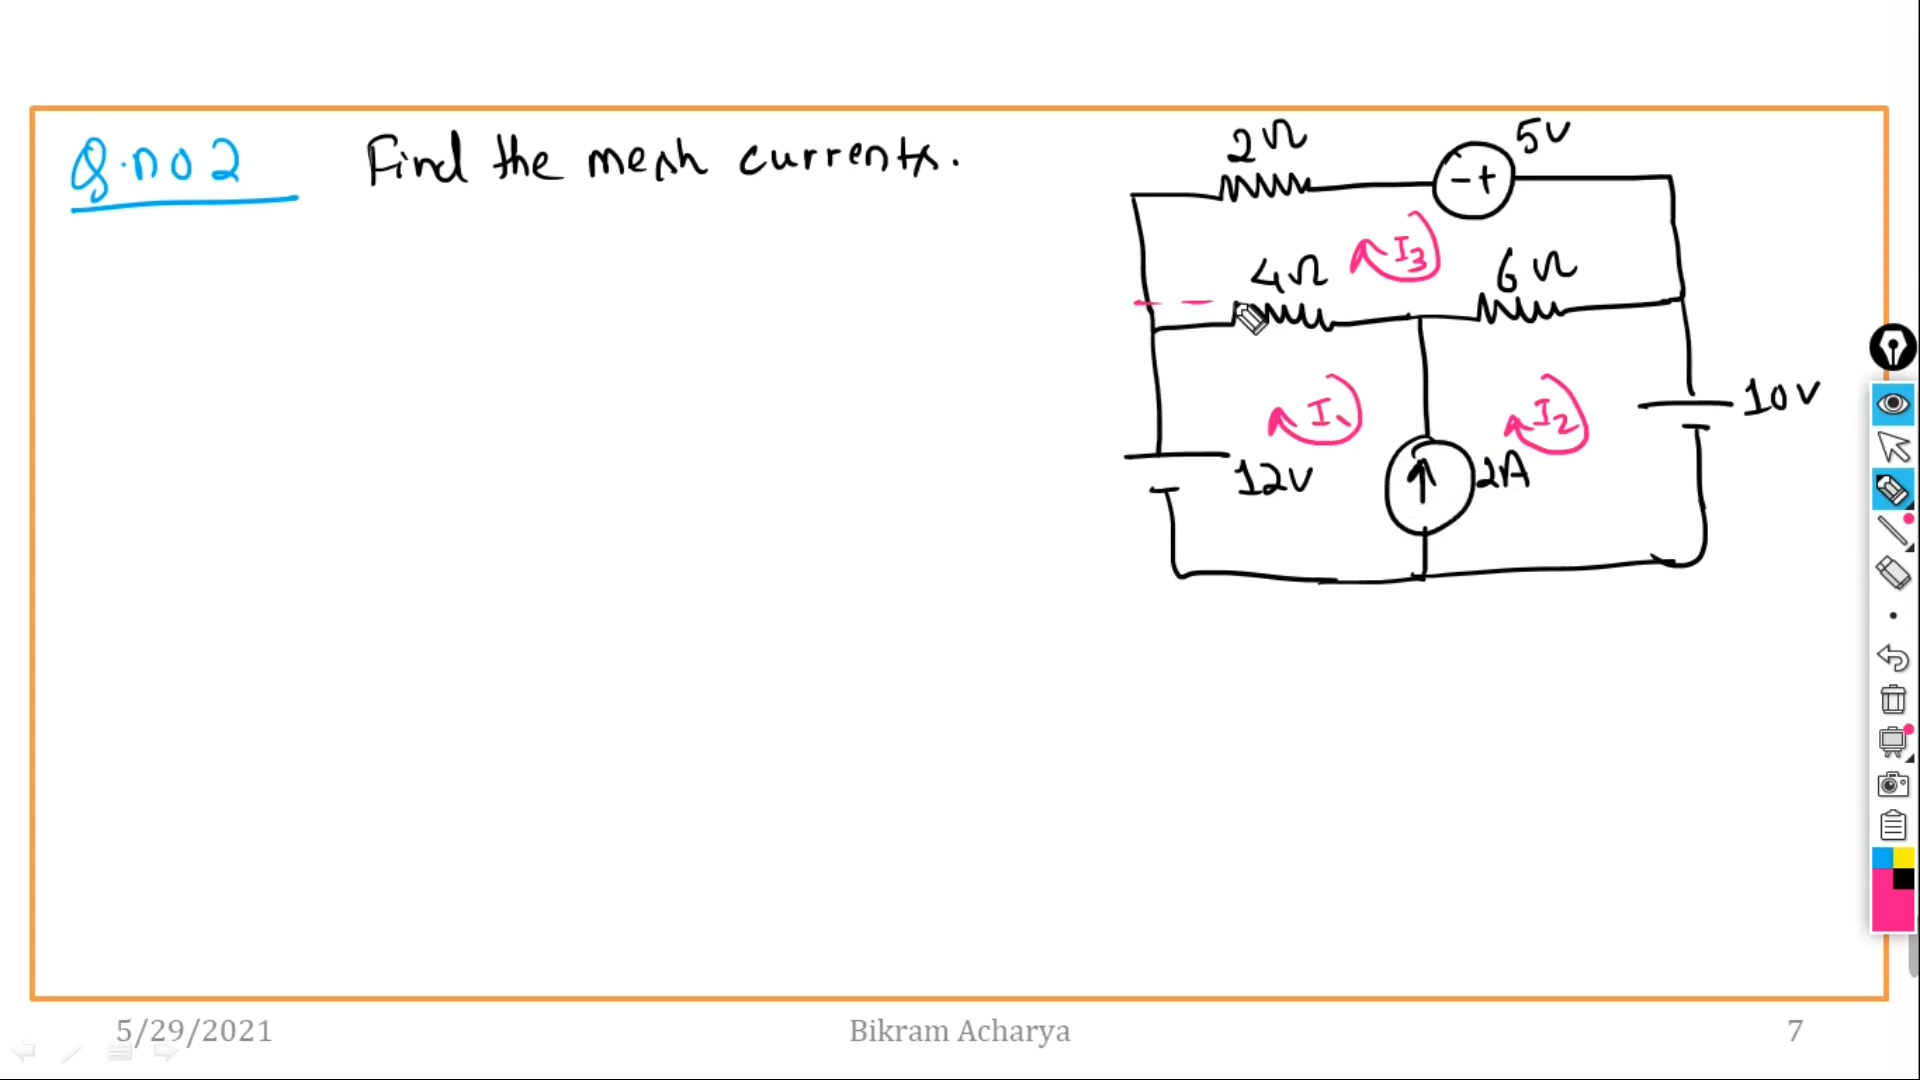 Q.no 2 Find the mesh currents.
2Ω
5V
- +
I3
4Ω 6Ω
I1 I2
10V
12V 2A
5/29/2021 Bikram Acharya 7